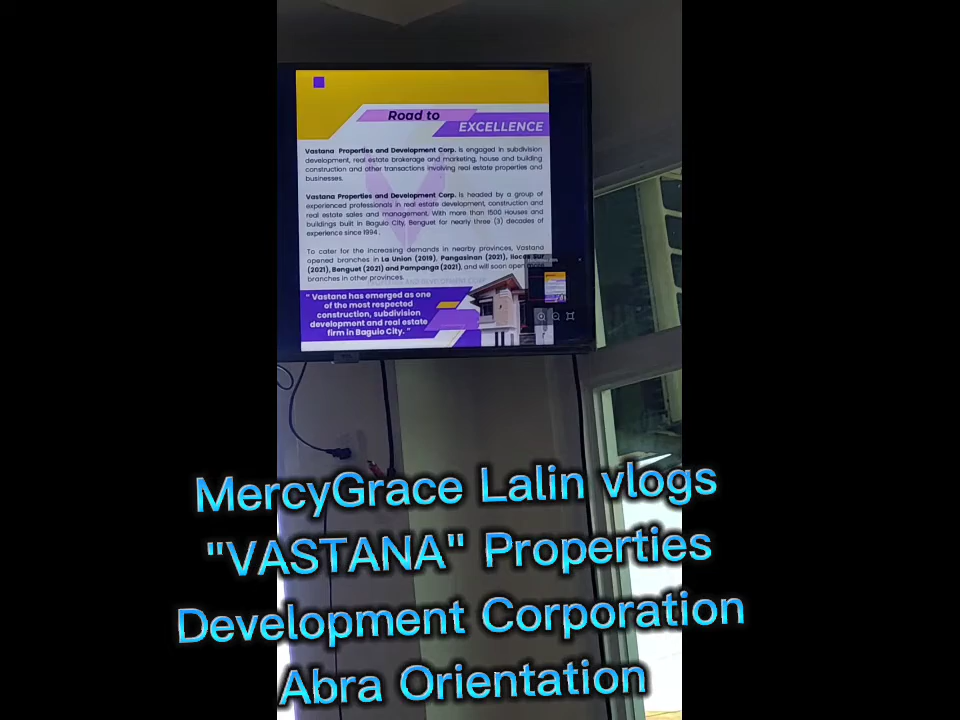 Road to
EXCELLENCE
Vastana Properties and Development Corp. is engaged in subdivision
development, real estate brokerage and marketing, house and building
construction and other transactions involving real estate properties and
businesses.
Vastana Properties and Development Corp. is headed by a group of
experienced professionals in real estate development, construction and
real estate sales and management. With more than 1500 Houses and
buildings built in Baguio City, Benguet for nearly three (3) decades of
experience since 1994.
To cater for the increasing demands in nearby provinces, Vastana
opened branches in La Union (2019), Pangasinan (2021), Ilocos Sur
(2021), Benguet (2021) and Pampanga (2021), and will soon open
branches in other provinces.
" Vastana has emerged as one
of the most respected
construction, subdivision
development and real estate
firm in Baguio City. "
MercyGrace Lalin vlogs
"VASTANA" Properties
Development Corporation
Abra Orientation